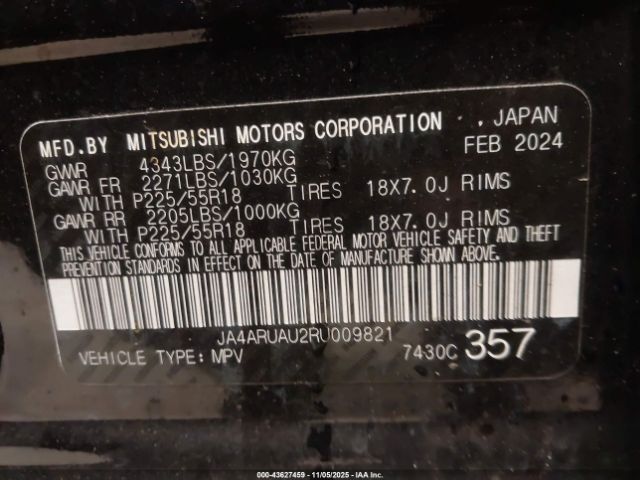 MFD.BY MITSUBISHI MOTORS CORPORATION , JAPAN
GWR 4343LBS/1970KG FEB 2024
GAWR FR 2271LBS/1030KG
WITH P225/55R18 TIRES 18X7.0J RIMS
GAWR RR 2205LBS/1000KG
WITH P225/55R18 TIRES 18X7.0J RIMS
THIS VEHICLE CONFORMS TO ALL APPLICABLE FEDERAL MOTOR VEHICLE SAFETY AND THEFT
PREVENTION STANDARDS IN EFFECT ON THE DATE OF MANUFACTURE SHOWN ABOVE.
JA4ARUAU2RU009821
VEHICLE TYPE: MPV 7430C 357
000-43627459 - 11/05/2025 - IAA Inc.